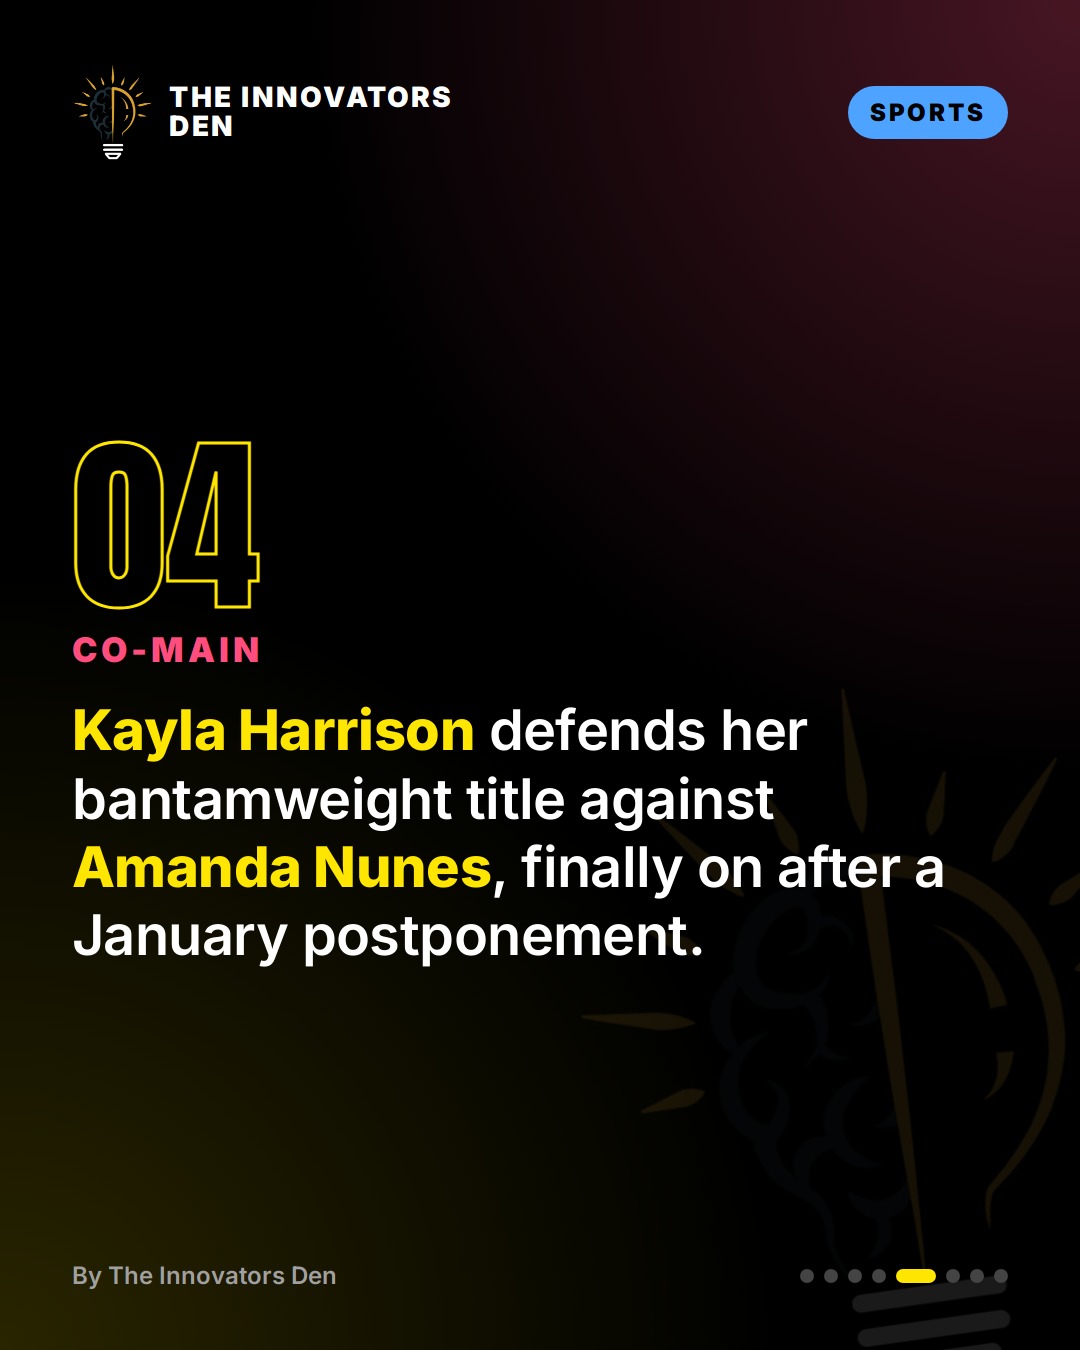 THE INNOVATORS
DEN
SPORTS
04
CO-MAIN
Kayla Harrison defends her
bantamweight title against
Amanda Nunes, finally on after a
January postponement.
By The Innovators Den